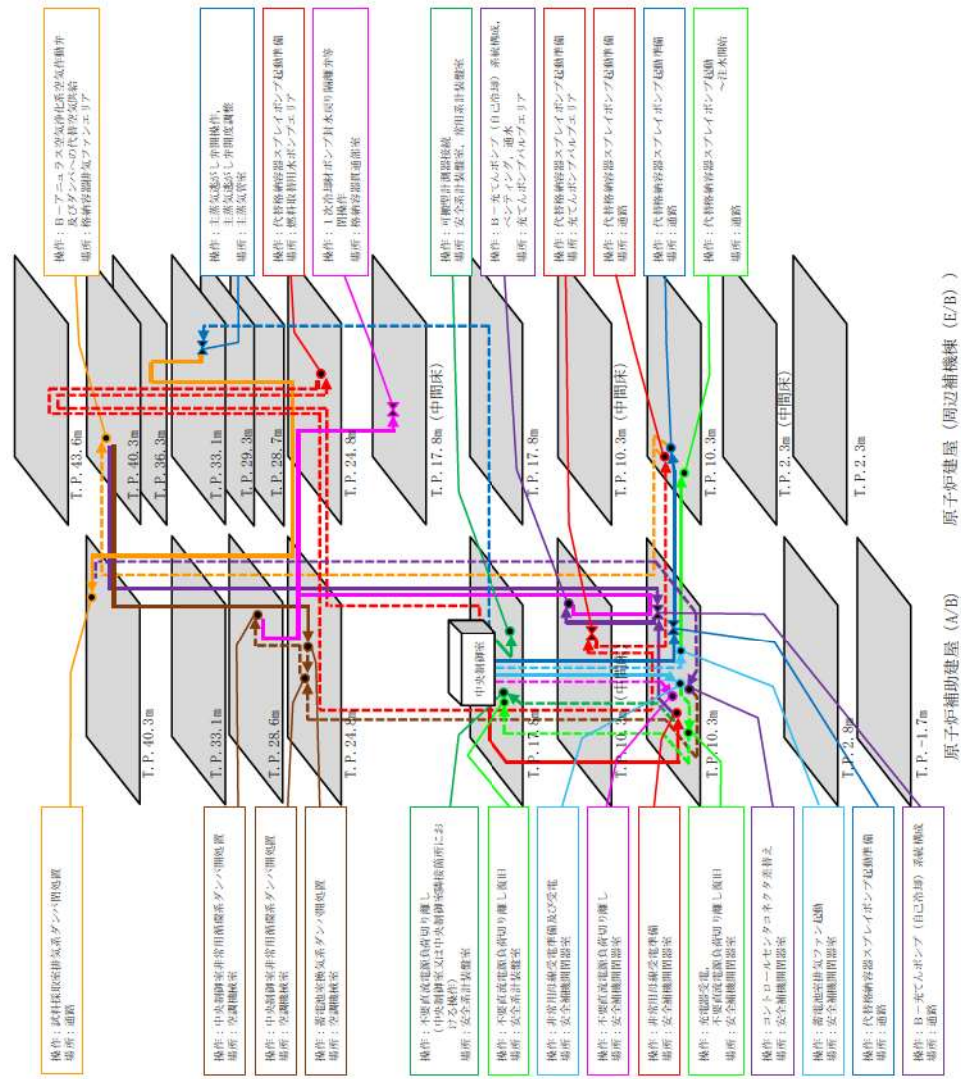 操作：B－アニュラス空気浄化系空気作動弁
及びダンパへの代替空気供給
場所：格納容器排気ファンエリア
操作：主蒸気逃がし弁開操作，
主蒸気逃がし弁開度調整
場所：主蒸気管室
操作：代替格納容器スプレイポンプ起動準備
場所：燃料取替用水ポンプエリア
操作：1次冷却材ポンプ封水戻り隔離弁等
閉操作
場所：格納容器貫通部室
操作：可搬型計測器接続
場所：安全系計装盤室，常用系計装盤室
操作：B－充てんポンプ（自己冷却）系統構成，
ベンティング，通水
場所：充てんポンプバルブエリア
操作：代替格納容器スプレイポンプ起動準備
場所：充てんポンプバルブエリア
操作：代替格納容器スプレイポンプ起動準備
場所：通路
操作：代替格納容器スプレイポンプ起動準備
場所：通路
操作：代替格納容器スプレイポンプ起動
～注水開始
場所：通路
T.P. 43.6m
T.P. 40.3m
T.P. 36.3m
T.P. 33.1m
T.P. 29.3m
T.P. 28.7m
T.P. 24.8m
T.P. 17.8m（中間床）
T.P. 17.8m
T.P. 10.3m（中間床）
T.P. 10.3m
T.P. 2.3m（中間床）
T.P. 2.3m
原子炉建屋（周辺補機棟（E/B））
中央制御室
T.P. 40.3m
T.P. 33.1m
T.P. 28.6m
T.P. 24.8m
T.P. 17.8m
T.P. 10.3m（中間床）
T.P. 10.3m
T.P. 2.8m
T.P. -1.7m
原子炉補助建屋（A/B）
操作：試料採取室排気系ダンパ閉処置
場所：通路
操作：中央制御室非常用循環系ダンパ開処置
場所：空調機械室
操作：中央制御室非常用循環系ダンパ開処置
場所：空調機械室
操作：蓄電池室換気系ダンパ開処置
場所：空調機械室
操作：不要直流電源負荷切り離し
（中央制御室又は中央制御室隣接箇所にお
ける操作）
場所：安全系計装盤室
操作：不要直流電源負荷切り離し復旧
場所：安全系計装盤室
操作：非常用母線受電準備及び受電
場所：安全補機開閉器室
操作：不要直流電源負荷切り離し
場所：安全補機開閉器室
操作：非常用母線受電準備
場所：安全補機開閉器室
操作：充電器受電，
不要直流電源負荷切り離し復旧
場所：安全補機開閉器室
操作：コントロールセンタコネクタ差替え
場所：安全補機開閉器室
操作：蓄電池室排気ファン起動
場所：安全補機開閉器室
操作：代替格納容器スプレイポンプ起動準備
場所：通路
操作：B－充てんポンプ（自己冷却）系統構成
場所：通路